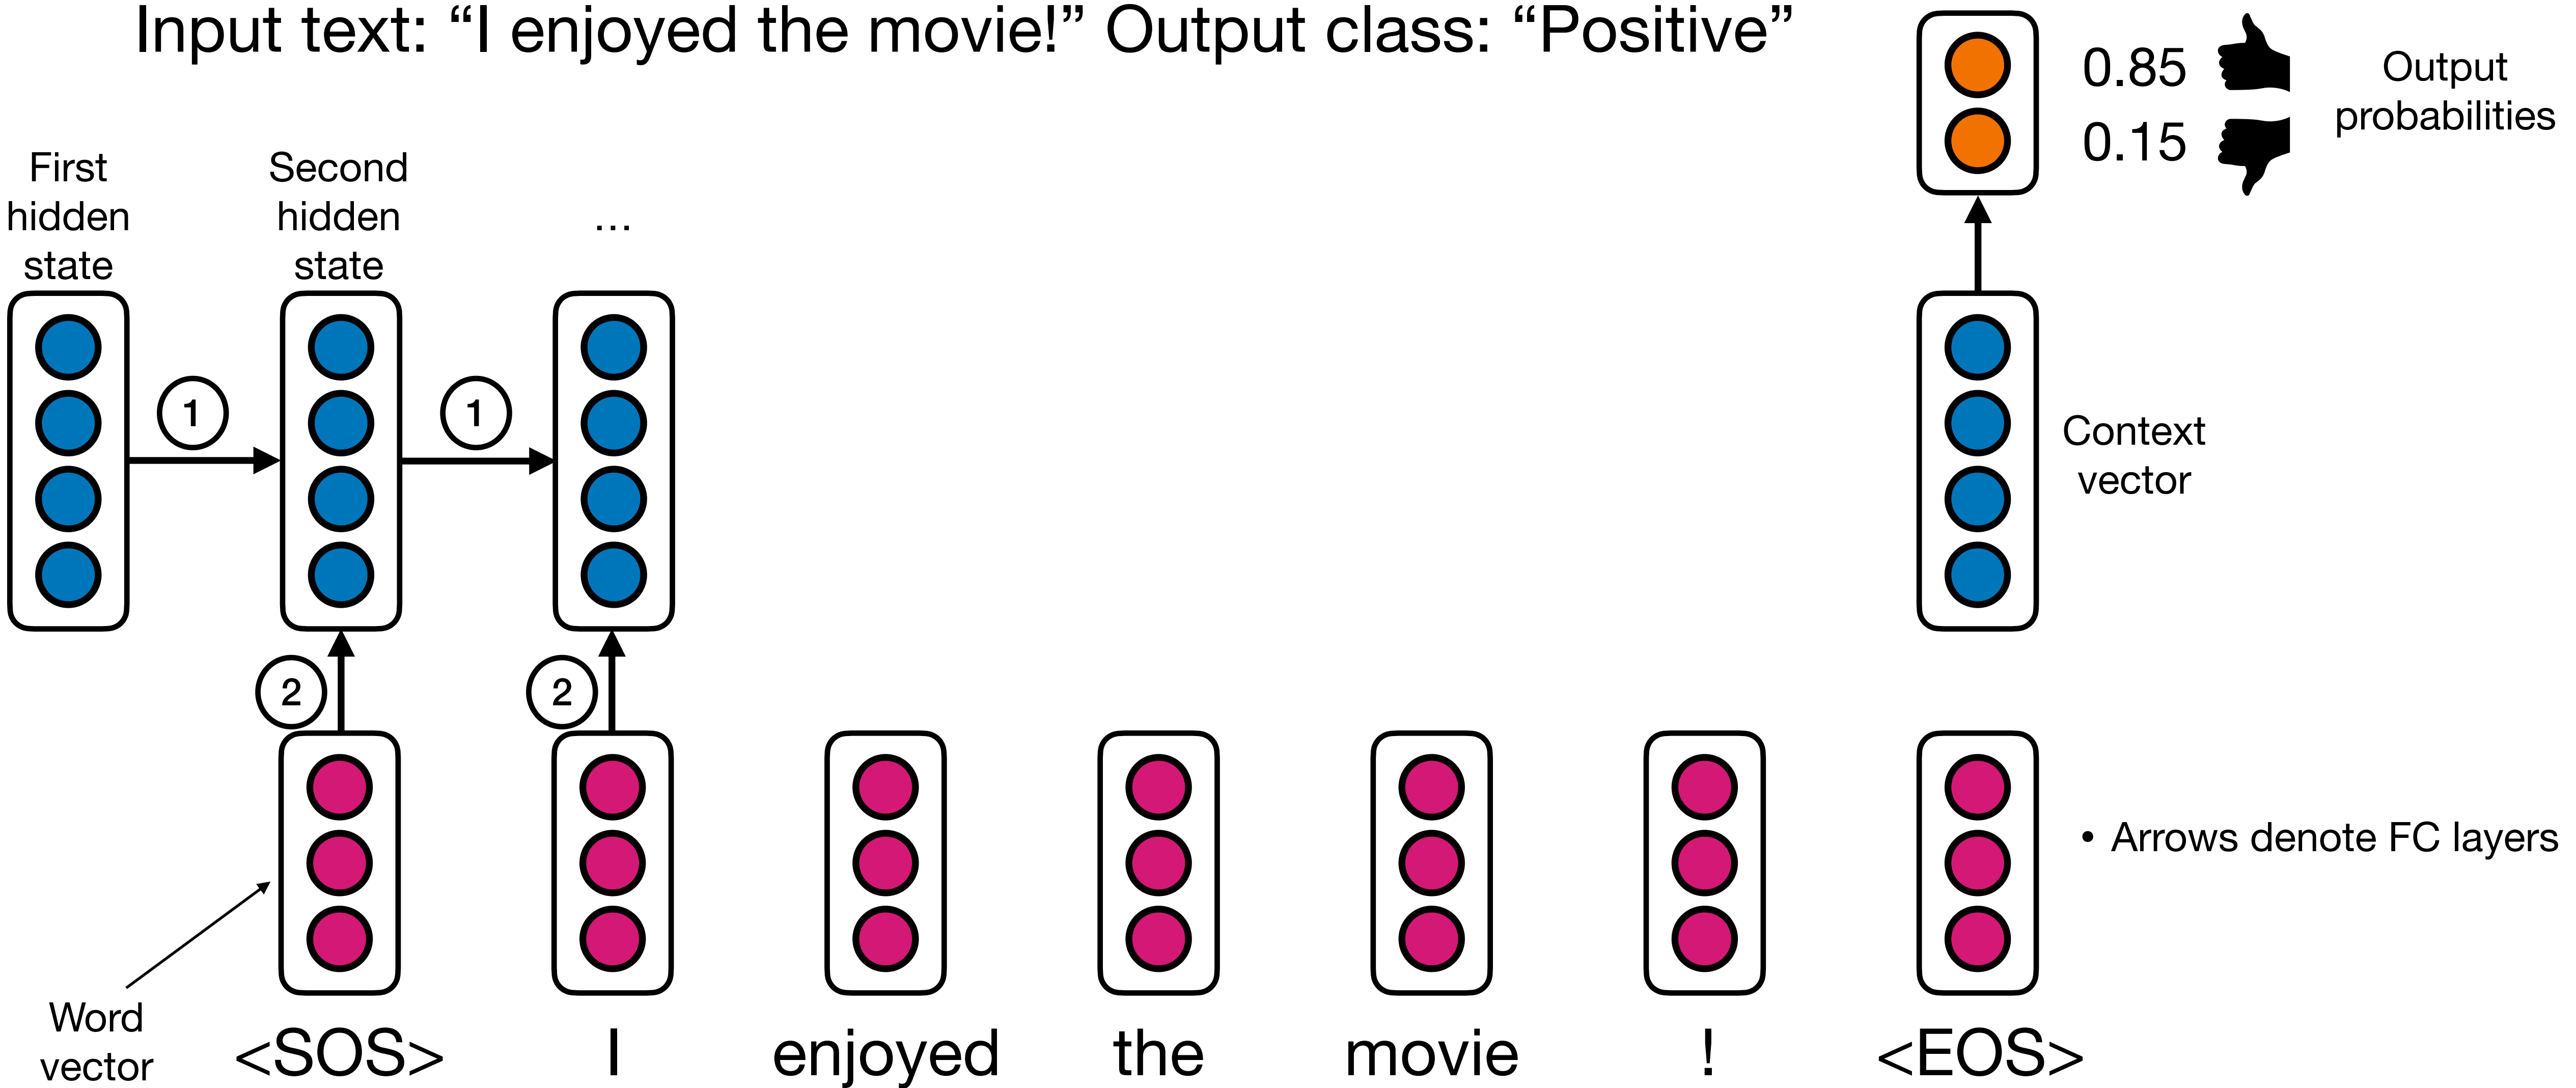 Input text: “I enjoyed the movie!” Output class: “Positive”
0.85
0.15
Output
probabilities
First
hidden
state
Second
hidden
state
...
1
1
Context
vector
2
2
• Arrows denote FC layers
Word
vector
<SOS>
I
enjoyed
the
movie
!
<EOS>